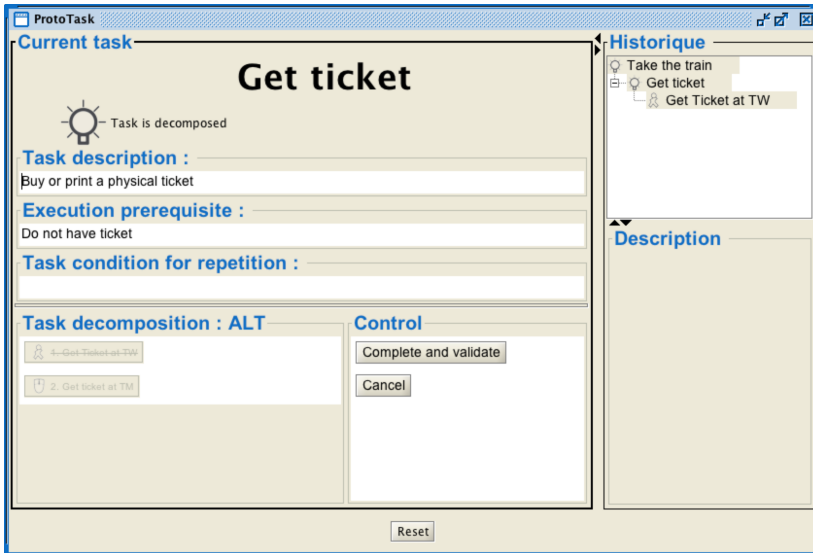 ProtoTask
Current task
Get ticket
Task is decomposed
Task description :
Buy or print a physical ticket
Execution prerequisite :
Do not have ticket
Task condition for repetition :
Task decomposition : ALT
1. Get Ticket at TW
2. Get ticket at TM
Control
Complete and validate
Cancel
Historique
Take the train
Get ticket
Get Ticket at TW
Description
Reset